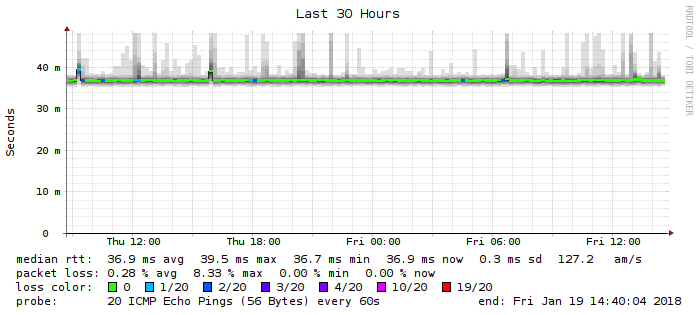 Last 30 Hours
RRDTOOL / TOBI OETIKER
Seconds
40 m
30 m
20 m
10 m
0
Thu 12:00 Thu 18:00 Fri 00:00 Fri 06:00 Fri 12:00
median rtt: 36.9 ms avg 39.5 ms max 36.7 ms min 36.9 ms now 0.3 ms sd 127.2 am/s
packet loss: 0.28 % avg 8.33 % max 0.00 % min 0.00 % now
loss color: 0 1/20 2/20 3/20 4/20 10/20 19/20
probe: 20 ICMP Echo Pings (56 Bytes) every 60s end: Fri Jan 19 14:40:04 2018